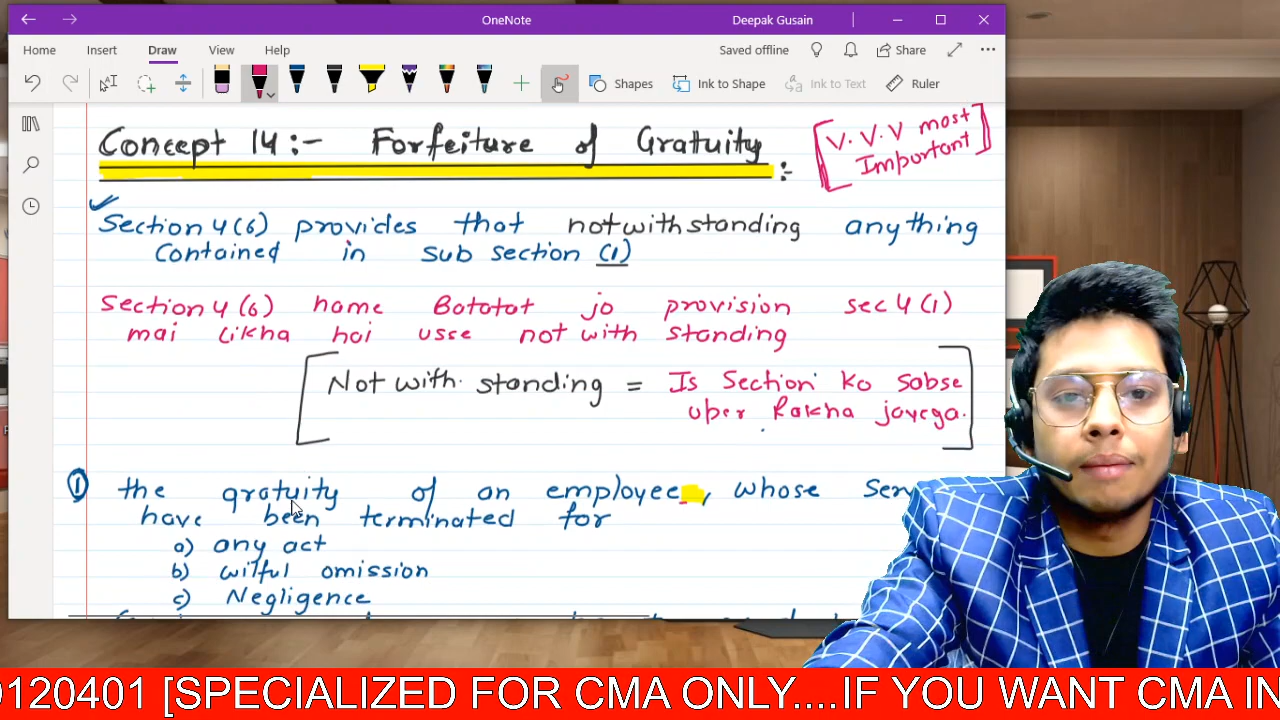 OneNote
Deepak Gusain
Home Insert Draw View Help
Saved offline
Share
Shapes
Ink to Shape
Ink to Text
Ruler
Concept 14:- Forfeiture of Gratuity :-
[V.V.V most
Important]
Section 4(6) provides that notwithstanding anything
Contained in sub section (1)
Section 4(6) hame Batatat jo provision sec 4(1)
mai likha hai usse not with standing
[Not with standing = Is Section ko sabse
uper Rakha jayega.]
① the gratuity of an employee, whose Ser
have been terminated for
a) any act
b) wilful omission
c) Negligence
0120401 [SPECIALIZED FOR CMA ONLY....IF YOU WANT CMA IN